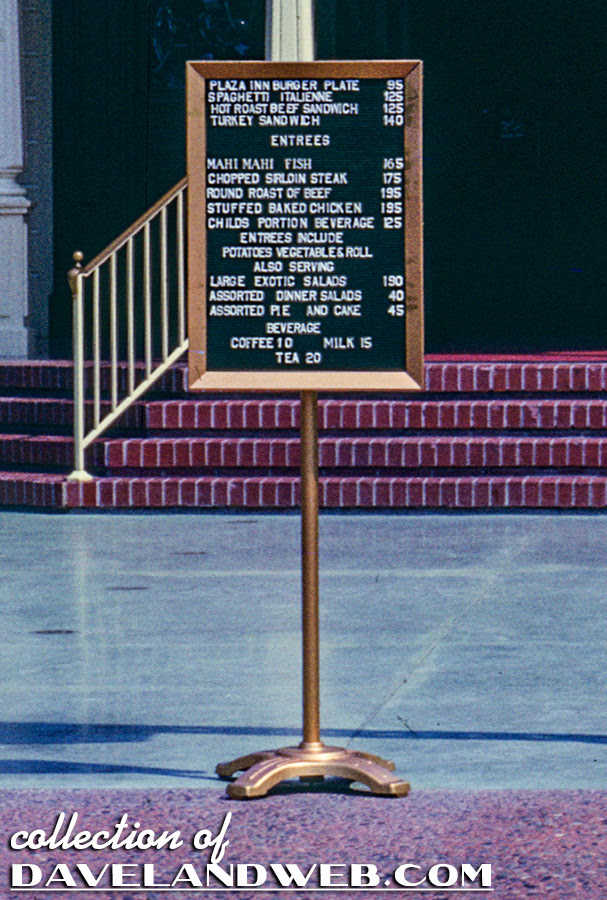 PLAZA INN BURGER PLATE 95
SPAGHETTI ITALIENNE 125
HOT ROAST BEEF SANDWICH 125
TURKEY SANDWICH 140
ENTREES
MAHI MAHI FISH 165
CHOPPED SIRLOIN STEAK 175
ROUND ROAST OF BEEF 195
STUFFED BAKED CHICKEN 195
CHILDS PORTION BEVERAGE 125
ENTREES INCLUDE
POTATOES VEGETABLE & ROLL
ALSO SERVING
LARGE EXOTIC SALADS 190
ASSORTED DINNER SALADS 40
ASSORTED PIE AND CAKE 45
BEVERAGE
COFFEE 10 MILK 15
TEA 20
collection of
DAVELANDWEB.COM